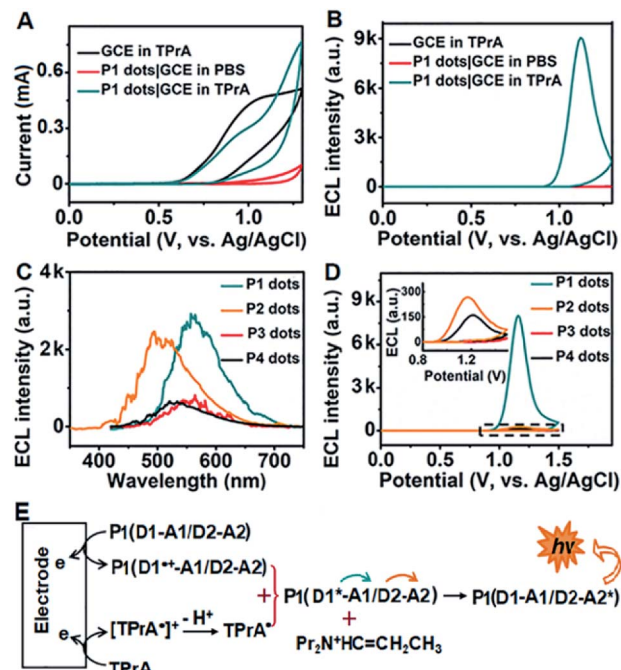 A
GCE in TPrA
P1 dots|GCE in PBS
P1 dots|GCE in TPrA
Current (mA)
0.6
0.3
0.0
0.0 0.5 1.0
Potential (V, vs. Ag/AgCl)
B
GCE in TPrA
P1 dots|GCE in PBS
P1 dots|GCE in TPrA
ECL intensity (a.u.)
9k
6k
3k
0
0.0 0.5 1.0
Potential (V, vs. Ag/AgCl)
C
P1 dots
P2 dots
P3 dots
P4 dots
ECL intensity (a.u.)
4k
2k
0
400 500 600 700
Wavelength (nm)
D
P1 dots
P2 dots
P3 dots
P4 dots
ECL intensity (a.u.)
9k
6k
3k
0
ECL (a.u.)
300
150
0
0.8 1.2
Potential (V)
0.0 0.5 1.0 1.5
Potential (V, vs. Ag/AgCl)
E
Electrode
e
P1(D1-A1/D2-A2)
P1(D1•+-A1/D2-A2)
e
[TPrA•]+ - H+ TPrA•
TPrA
+
P1(D1*-A1/D2-A2)
+
Pr2N+HC=CH2CH3
P1(D1-A1/D2-A2*)
hν